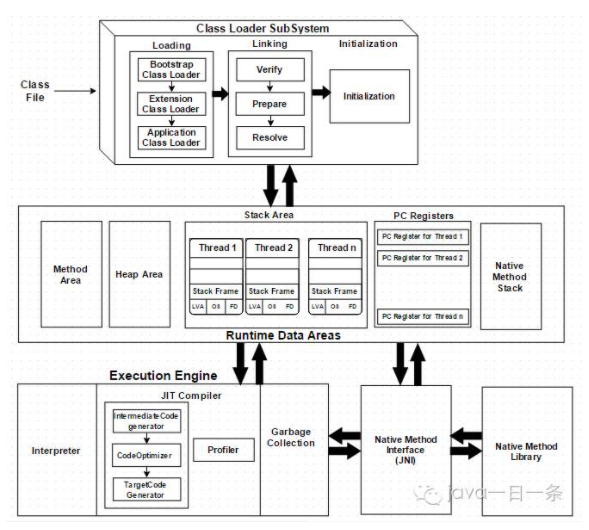 Class Loader SubSystem
Loading
Linking
Initialization
Class
File
Bootstrap
Class Loader
Extension
Class Loader
Application
Class Loader
Verify
Prepare
Resolve
Initialization
Method
Area
Heap Area
Stack Area
Thread 1
Stack Frame
LVA OS FD
Thread 2
Stack Frame
LVA OS FD
Thread n
Stack Frame
LVA OS FD
PC Registers
PC Register for Thread 1
PC Register for Thread 2
PC Register for Thread n
Native
Method
Stack
Runtime Data Areas
Execution Engine
Interpreter
JIT Compiler
IntermediateCode
generator
CodeOptimizer
TargetCode
Generator
Profiler
Garbage
Collection
Native Method
Interface
(JNI)
Native Method
Library
java一日一条